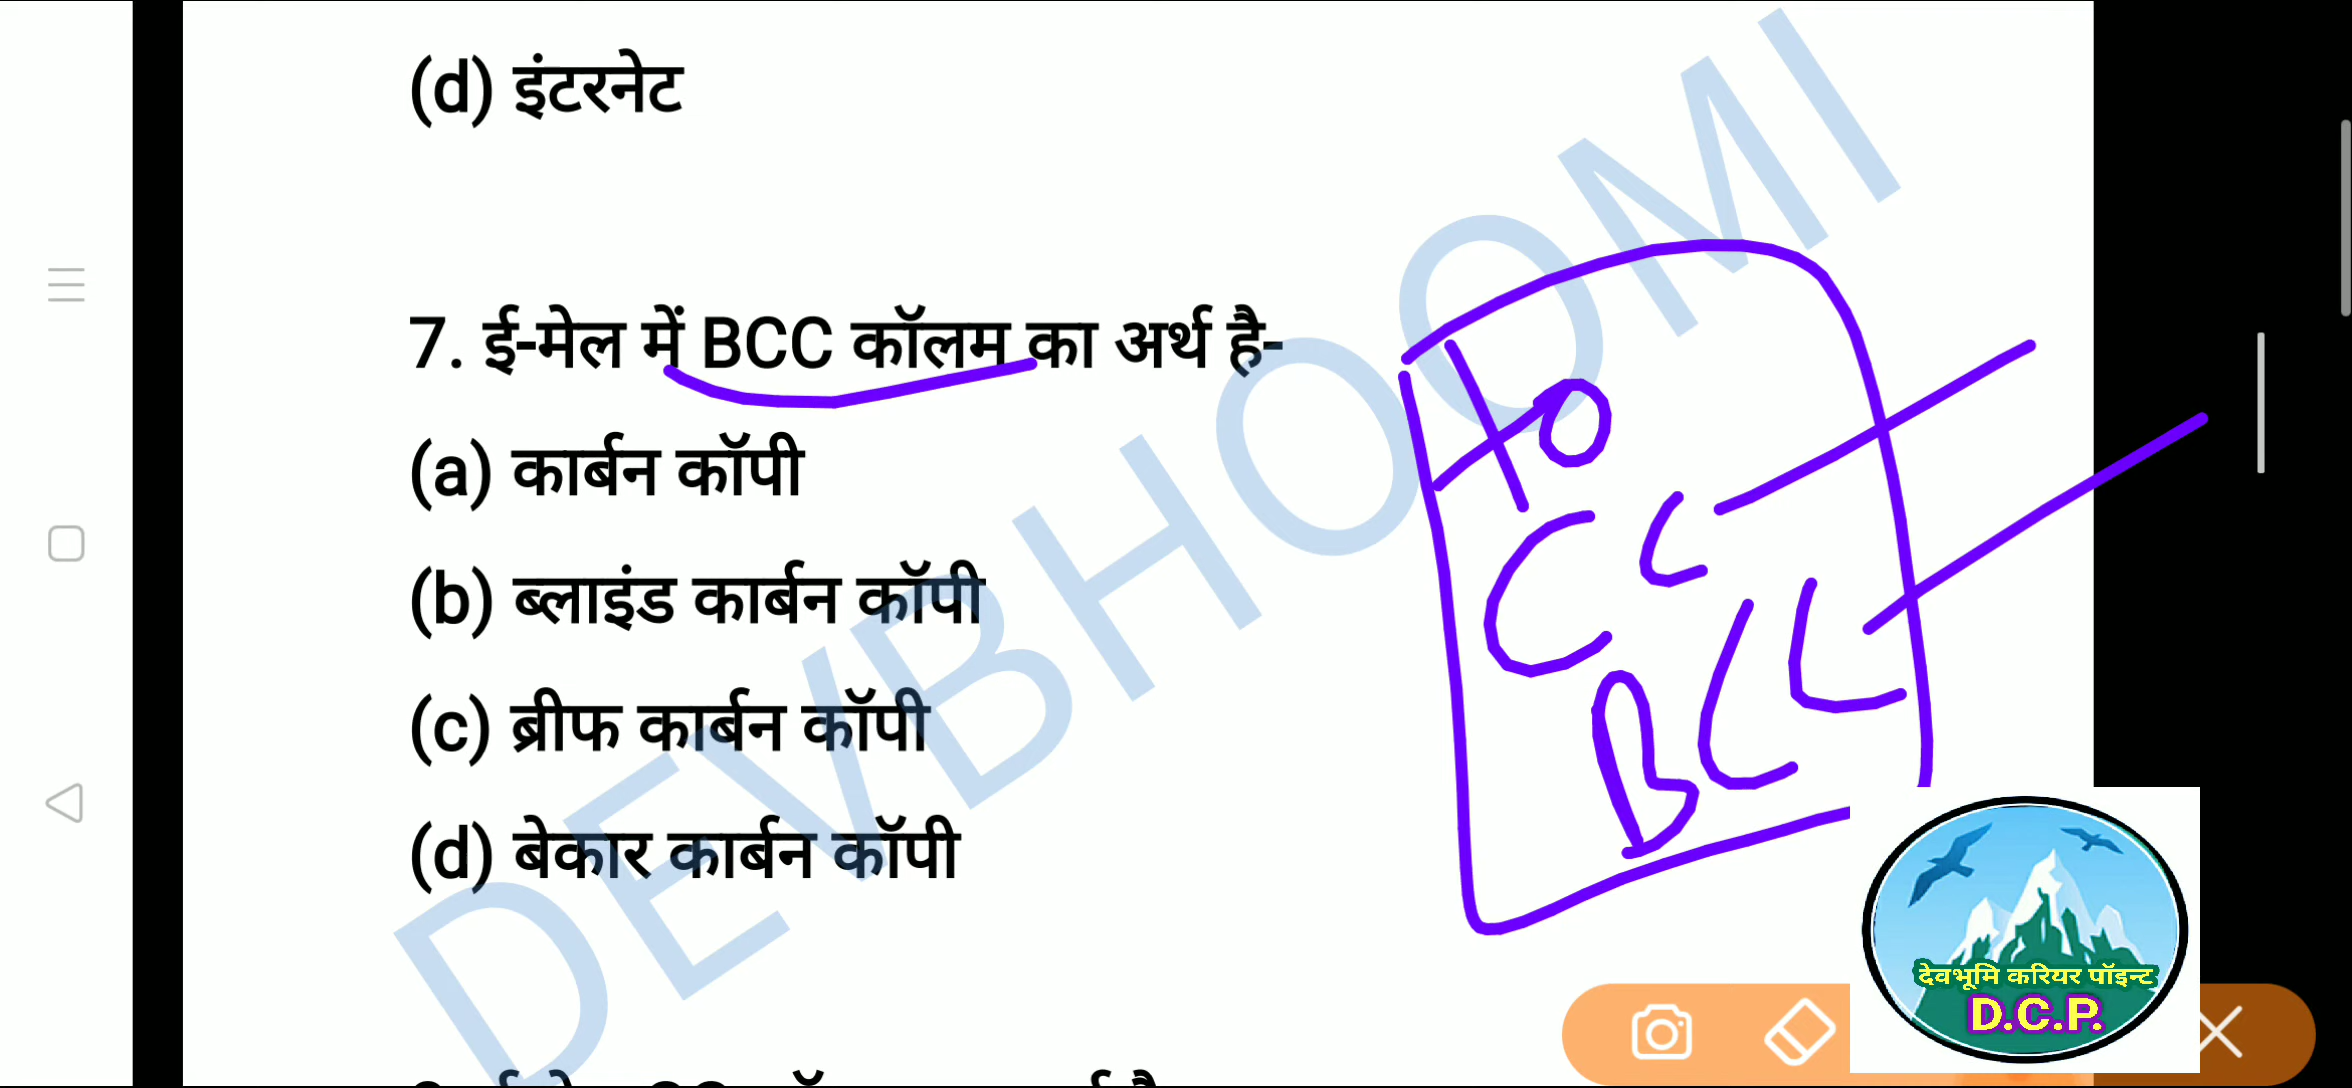 (d) इंटरनेट
7. ई-मेल में BCC कॉलम का अर्थ है-
(a) कार्बन कॉपी
(b) ब्लाइंड कार्बन कॉपी
(c) ब्रीफ कार्बन कॉपी
(d) बेकार कार्बन कॉपी
to
CC
BCC
DEVBHOOMI
देवभूमि करियर पॉइन्ट
D.C.P.